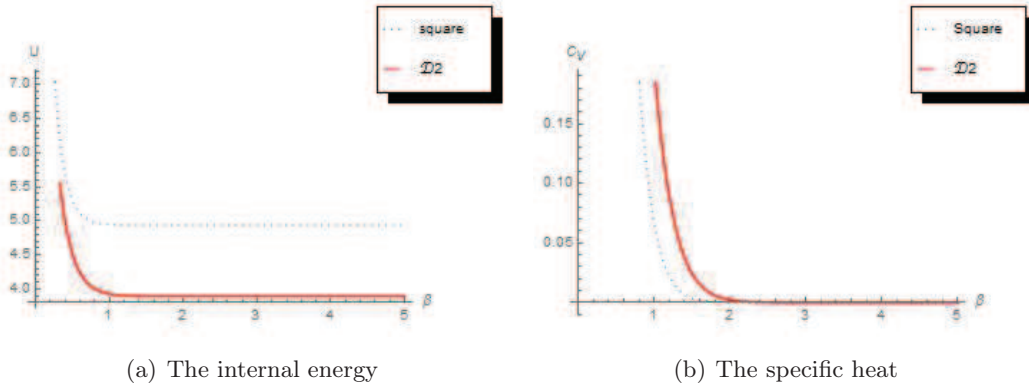 square
𝒟2
U
7.0
6.5
6.0
5.5
5.0
4.5
4.0
1 2 3 4 5 β
(a) The internal energy
Square
𝒟2
C_V
0.15
0.10
0.05
1 2 3 4 5 β
(b) The specific heat